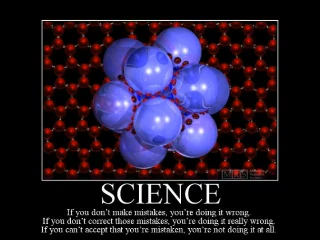 SCIENCE
If you don't make mistakes, you're doing it wrong.
If you don't correct those mistakes, you're doing it really wrong.
If you can't accept that you're mistaken, you're not doing it at all.